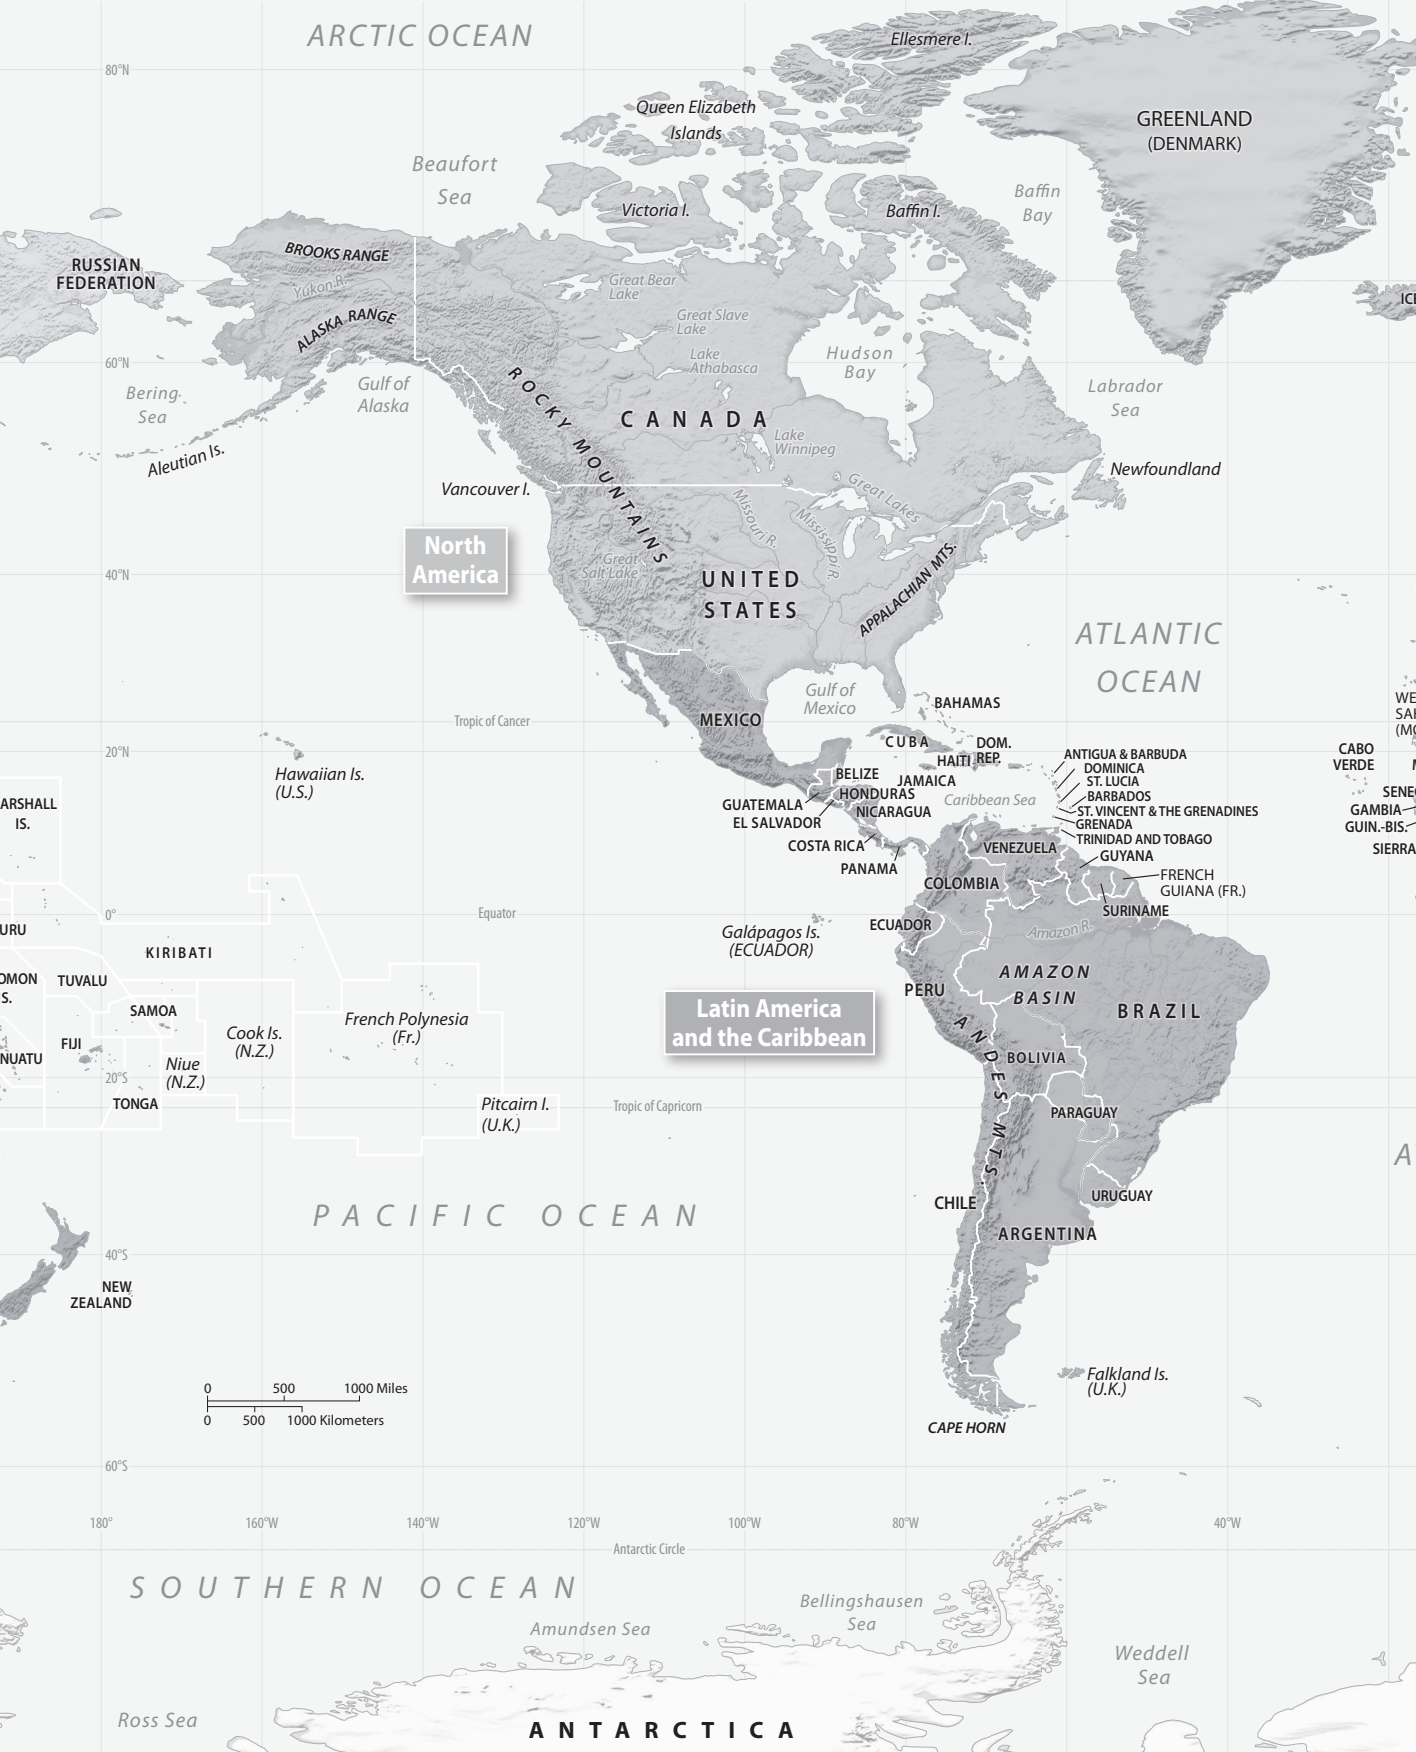 ARCTIC OCEAN
Ellesmere I.
80°N
Queen Elizabeth
Islands
GREENLAND
(DENMARK)
Beaufort
Sea
Baffin
Bay
Victoria I.
Baffin I.
BROOKS RANGE
RUSSIAN
FEDERATION
Yukon R.
Great Bear
Lake
ICE
ALASKA RANGE
Great Slave
Lake
60°N
Lake
Athabasca
Hudson
Bay
Bering
Sea
Gulf of
Alaska
ROCKY MOUNTAINS
CANADA
Labrador
Sea
Lake
Winnipeg
Aleutian Is.
Newfoundland
Vancouver I.
Great Lakes
Missouri R.
Mississippi R.
North
America
Great
Salt Lake
40°N
UNITED
STATES
APPALACHIAN MTS.
ATLANTIC
OCEAN
Gulf of
Mexico
BAHAMAS
WE
SAH
(MO
Tropic of Cancer
MEXICO
CUBA
DOM.
REP.
20°N
HAITI
ANTIGUA & BARBUDA
CABO
VERDE
M
Hawaiian Is.
(U.S.)
BELIZE
JAMAICA
DOMINICA
ST. LUCIA
HONDURAS
BARBADOS
SENE
ARSHALL
IS.
GUATEMALA
Caribbean Sea
NICARAGUA
ST. VINCENT & THE GRENADINES
GAMBIA
EL SALVADOR
GRENADA
GUIN.-BIS.
COSTA RICA
TRINIDAD AND TOBAGO
VENEZUELA
SIERRA
GUYANA
PANAMA
COLOMBIA
FRENCH
GUIANA (FR.)
0°
Equator
SURINAME
URU
ECUADOR
Amazon R.
Galápagos Is.
(ECUADOR)
KIRIBATI
AMAZON
BASIN
OMON
S.
TUVALU
PERU
SAMOA
Latin America
and the Caribbean
BRAZIL
French Polynesia
(Fr.)
Cook Is.
(N.Z.)
FIJI
ANDES MTS.
NUATU
BOLIVIA
Niue
(N.Z.)
20°S
TONGA
Pitcairn I.
(U.K.)
Tropic of Capricorn
PARAGUAY
A
URUGUAY
CHILE
PACIFIC OCEAN
ARGENTINA
40°S
NEW
ZEALAND
Falkland Is.
(U.K.)
0 500 1000 Miles
0 500 1000 Kilometers
CAPE HORN
60°S
180° 160°W 140°W 120°W 100°W 80°W 40°W
Antarctic Circle
SOUTHERN OCEAN
Bellingshausen
Sea
Amundsen Sea
Weddell
Sea
Ross Sea
ANTARCTICA